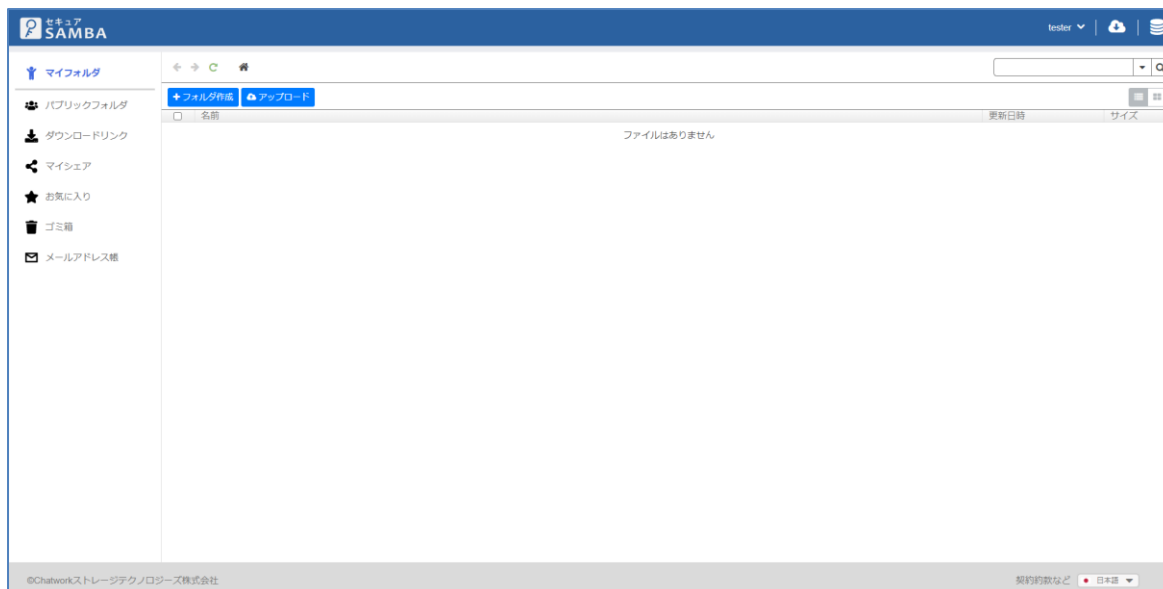 セキュア
SAMBA
tester
マイフォルダ
パブリックフォルダ
ダウンロードリンク
マイシェア
お気に入り
ゴミ箱
メールアドレス帳
+フォルダ作成 アップロード
名前 更新日時 サイズ
ファイルはありません
©Chatworkストレージテクノロジーズ株式会社
契約約款など 日本語